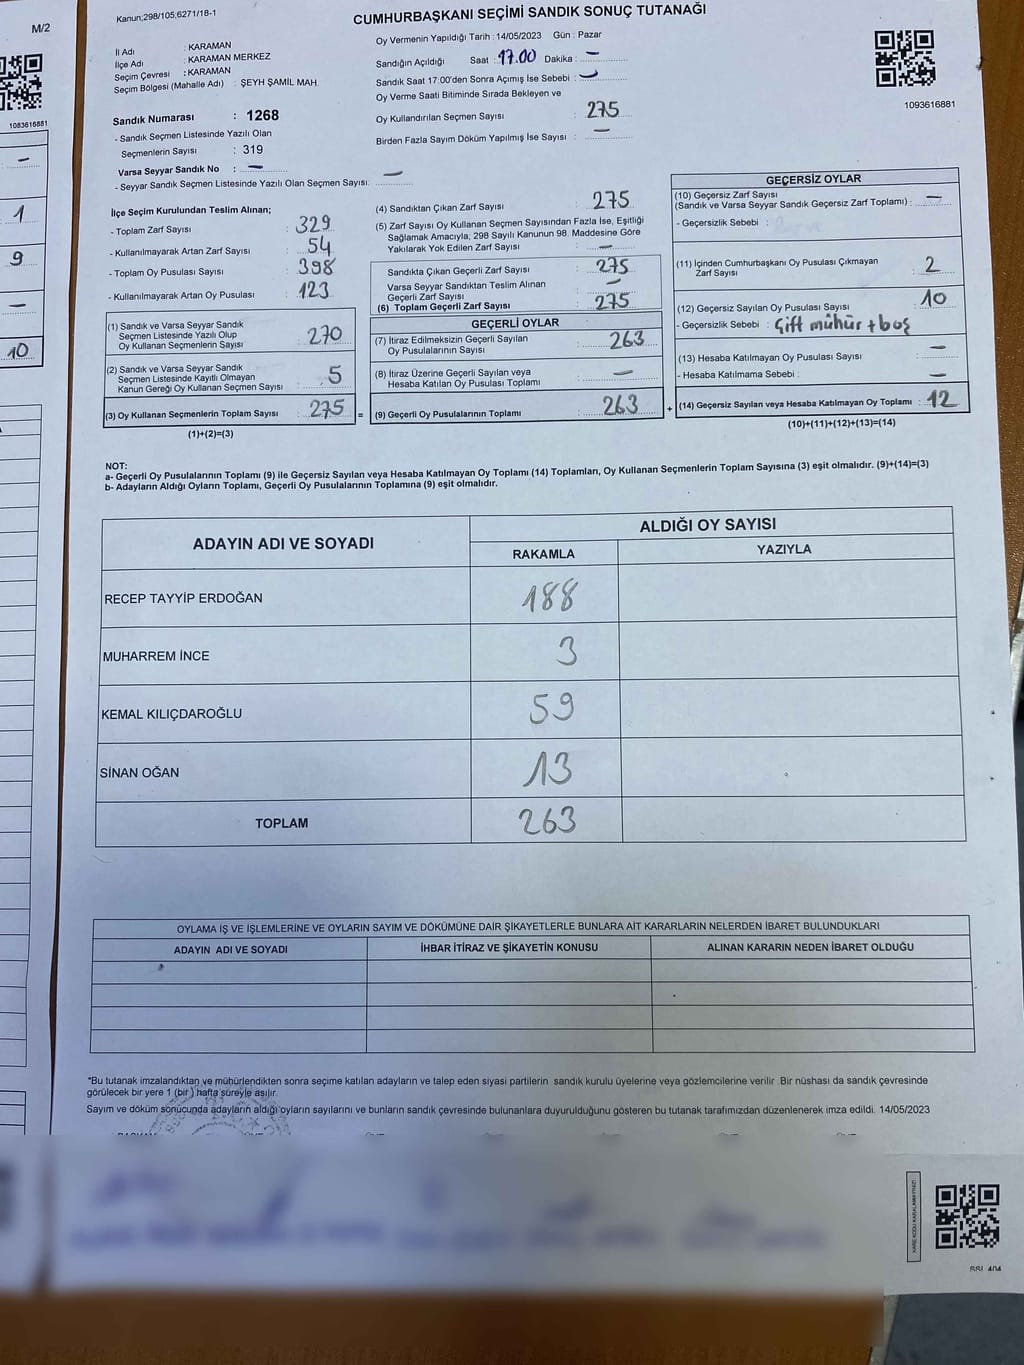 M/2
1083616881
–
1
9
–
10
Kanun;298/105;6271/18-1
CUMHURBAŞKANI SEÇİMİ SANDIK SONUÇ TUTANAĞI
İl Adı : KARAMAN
İlçe Adı : KARAMAN MERKEZ
Seçim Çevresi : KARAMAN
Seçim Bölgesi (Mahalle Adı) : ŞEYH ŞAMİL MAH.
Sandık Numarası : 1268
- Sandık Seçmen Listesinde Yazılı Olan
Seçmenlerin Sayısı : 319
Varsa Seyyar Sandık No : –
- Seyyar Sandık Seçmen Listesinde Yazılı Olan Seçmen Sayısı: –
Oy Vermenin Yapıldığı Tarih : 14/05/2023 Gün : Pazar
Sandığın Açıldığı Saat : 17.00 Dakika : –
Sandık Saat 17:00'den Sonra Açımış İse Sebebi : –
Oy Verme Saati Bitiminde Sırada Bekleyen ve
Oy Kullandırılan Seçmen Sayısı : 275
Birden Fazla Sayım Döküm Yapılmış İse Sayısı : –
1093616881
İlçe Seçim Kurulundan Teslim Alınan;
- Toplam Zarf Sayısı : 329
- Kullanılmayarak Artan Zarf Sayısı : 54
- Toplam Oy Pusulası Sayısı : 398
- Kullanılmayarak Artan Oy Pusulası : 123
(1) Sandık ve Varsa Seyyar Sandık
Seçmen Listesinde Yazılı Olup
Oy Kullanan Seçmenlerin Sayısı : 270
(2) Sandık ve Varsa Seyyar Sandık
Seçmen Listesinde Kayıtlı Olmayan
Kanun Gereği Oy Kullanan Seçmen Sayısı : 5
(3) Oy Kullanan Seçmenlerin Toplam Sayısı : 275 =
(1)+(2)=(3)
(4) Sandıktan Çıkan Zarf Sayısı : 275
(5) Zarf Sayısı Oy Kullanan Seçmen Sayısından Fazla İse, Eşitliği
Sağlamak Amacıyla, 298 Sayılı Kanunun 98. Maddesine Göre
Yakılarak Yok Edilen Zarf Sayısı : –
Sandıkta Çıkan Geçerli Zarf Sayısı : 275
Varsa Seyyar Sandıktan Teslim Alınan
Geçerli Zarf Sayısı : –
(6) Toplam Geçerli Zarf Sayısı : 275
GEÇERLİ OYLAR
(7) İtiraz Edilmeksizin Geçerli Sayılan
Oy Pusulalarının Sayısı : 263
(8) İtiraz Üzerine Geçerli Sayılan veya
Hesaba Katılan Oy Pusulası Toplamı : –
(9) Geçerli Oy Pusulalarının Toplamı : 263 +
GEÇERSİZ OYLAR
(10) Geçersiz Zarf Sayısı
(Sandık ve Varsa Seyyar Sandık Geçersiz Zarf Toplamı) : –
- Geçersizlik Sebebi :
(11) İçinden Cumhurbaşkanı Oy Pusulası Çıkmayan
Zarf Sayısı : 2
(12) Geçersiz Sayılan Oy Pusulası Sayısı : 10
- Geçersizlik Sebebi : Çift mühür + boş
(13) Hesaba Katılmayan Oy Pusulası Sayısı : –
- Hesaba Katılmama Sebebi : –
(14) Geçersiz Sayılan veya Hesaba Katılmayan Oy Toplamı : 12
(10)+(11)+(12)+(13)=(14)
NOT:
a- Geçerli Oy Pusulalarının Toplamı (9) ile Geçersiz Sayılan veya Hesaba Katılmayan Oy Toplamı (14) Toplamları, Oy Kullanan Seçmenlerin Toplam Sayısına (3) eşit olmalıdır. (9)+(14)=(3)
b- Adayların Aldığı Oyların Toplamı, Geçerli Oy Pusulalarının Toplamına (9) eşit olmalıdır.
ADAYIN ADI VE SOYADI ALDIĞI OY SAYISI
RAKAMLA YAZIYLA
RECEP TAYYİP ERDOĞAN 188
MUHARREM İNCE 3
KEMAL KILIÇDAROĞLU 59
SİNAN OĞAN 13
TOPLAM 263
OYLAMA İŞ VE İŞLEMLERİNE VE OYLARIN SAYIM VE DÖKÜMÜNE DAİR ŞİKAYETLERLE BUNLARA AİT KARARLARIN NELERDEN İBARET BULUNDUKLARI
ADAYIN ADI VE SOYADI İHBAR İTİRAZ VE ŞİKAYETİN KONUSU ALINAN KARARIN NEDEN İBARET OLDUĞU
*Bu tutanak imzalandıktan ve mühürlendikten sonra seçime katılan adayların ve talep eden siyasi partilerin sandık kurulu üyelerine veya gözlemcilerine verilir .Bir nüshası da sandık çevresinde
görülecek bir yere 1 (bir ) hafta süreyle asılır.
Sayım ve döküm sonucunda adayların aldığı oyların sayılarını ve bunların sandık çevresinde bulunanlara duyurulduğunu gösteren bu tutanak tarafımızdan düzenlenerek imza edildi. 14/05/2023
KARE KODU KARALAMAYINIZ!